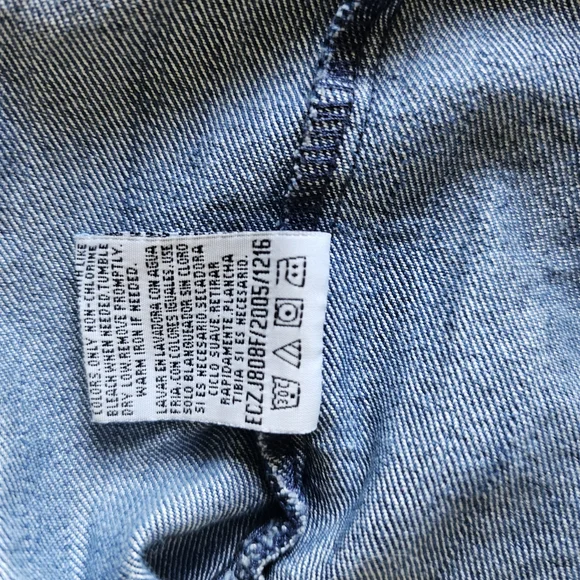 COLORS. ONLY NON-CHLORINE
BLEACH WHEN NEEDED. TUMBLE
DRY LOW. REMOVE PROMPTLY.
WARM IRON IF NEEDED.
LAVAR EN LAVADORA CON AGUA
FRIA. CON COLORES IGUALES. USE
SOLO BLANQUEADOR SIN CLORO
SI ES NECESARIO SECADORA
CICLO SUAVE RETIRAR
RAPIDAMENTE PLANCHA
TIBIA SI ES NECESARIO.
ECZJ808F/2005/1216